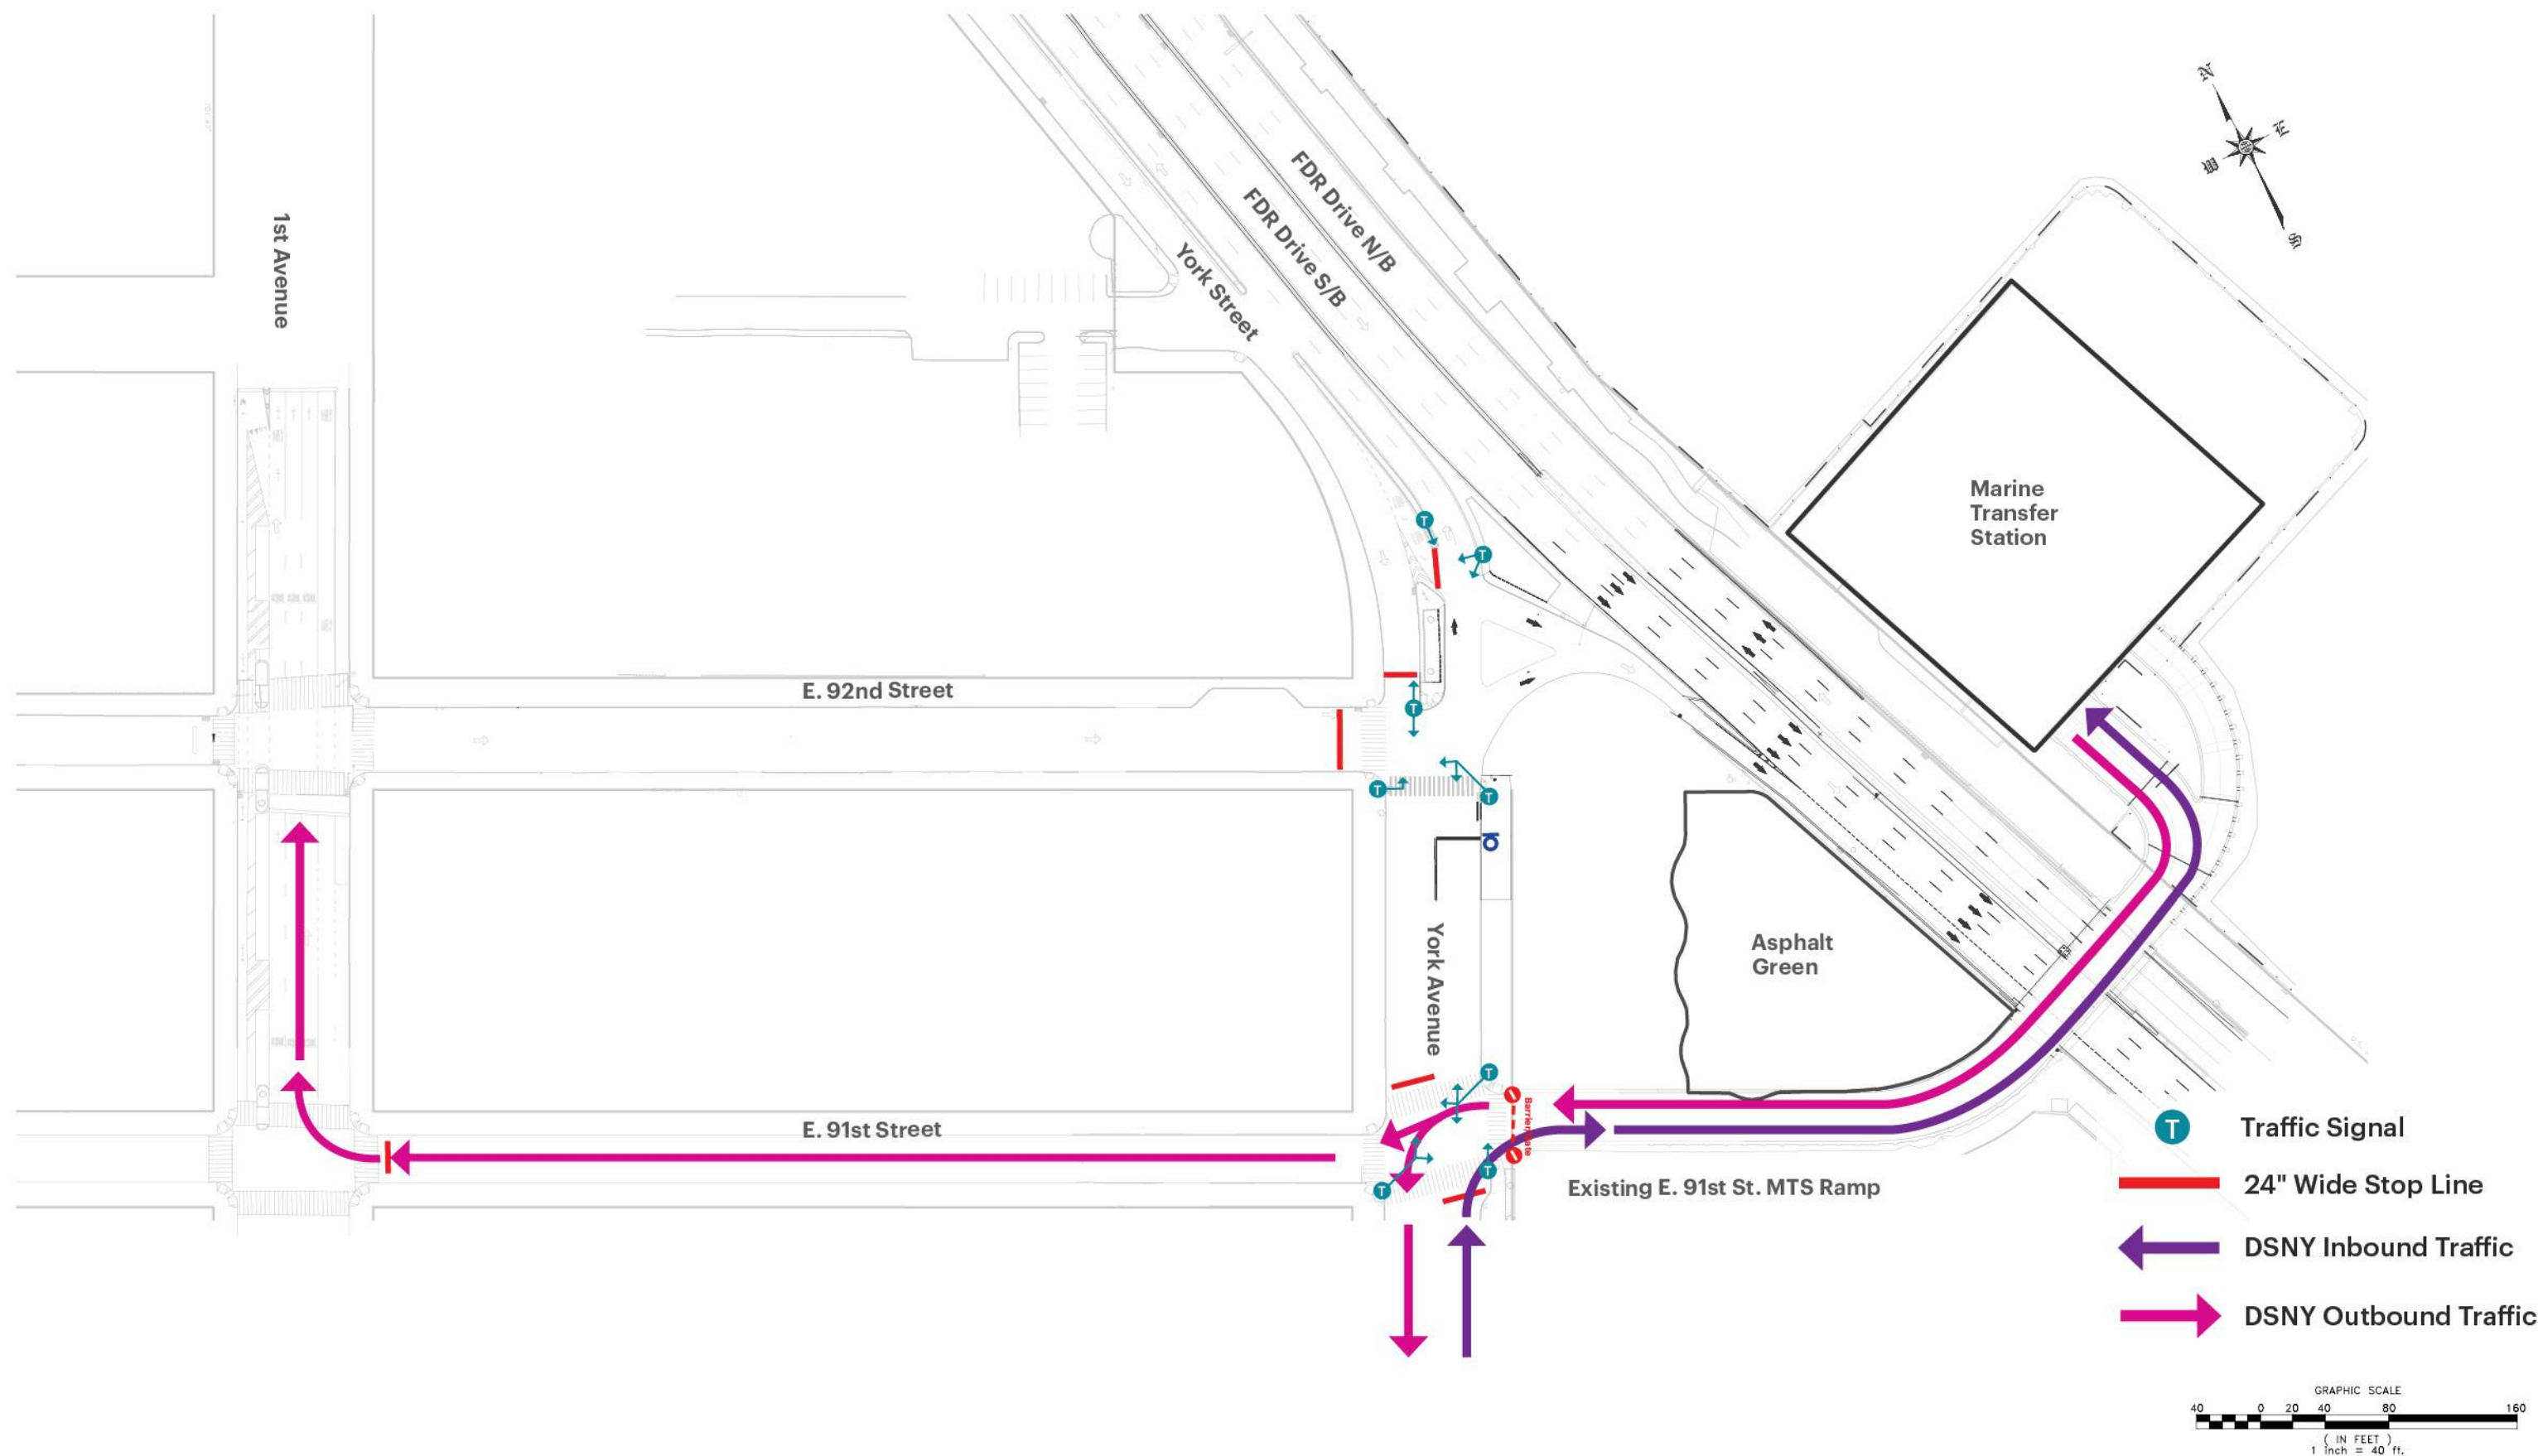 N
E
W
S
1st Avenue
FDR Drive N/B
FDR Drive S/B
York Street
Marine
Transfer
Station
E. 92nd Street
T
T
T
T
T
Asphalt
Green
York Avenue
T
Barrier Gate
E. 91st Street
T
T
Existing E. 91st St. MTS Ramp
T Traffic Signal
24" Wide Stop Line
DSNY Inbound Traffic
DSNY Outbound Traffic
GRAPHIC SCALE
40 0 20 40 80 160
( IN FEET )
1 inch = 40 ft.